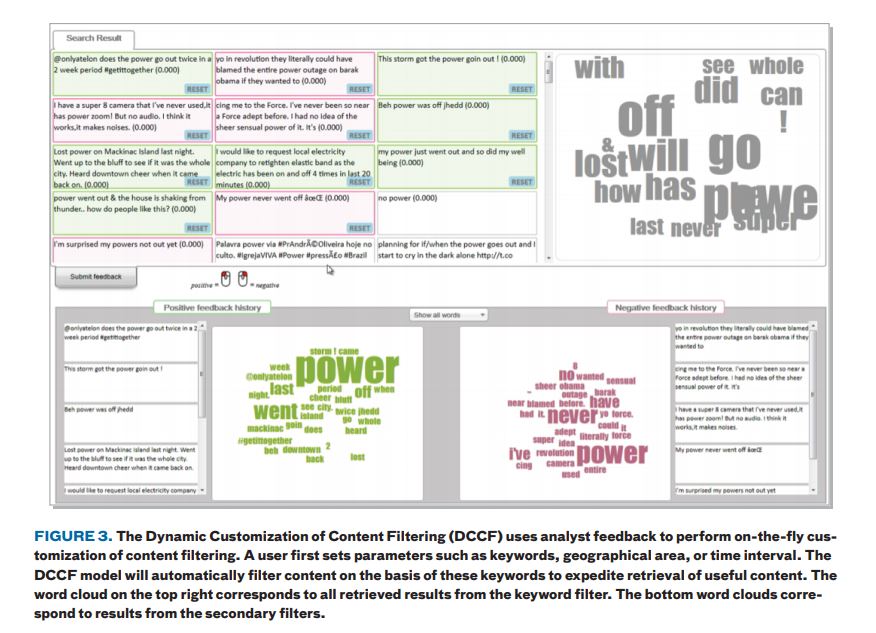 Search Result
@onlyatelon does the power go out twice in a
2 week period #getittogether (0.000)
RESET
yo in revolution they literally could have
blamed the entire power outage on barak
obama if they wanted to (0.000)
RESET
This storm got the power goin out ! (0.000)
RESET
I have a super 8 camera that I've never used,it
has power zoom! But no audio. I think it
works,it makes noises. (0.000)
RESET
cing me to the Force. I've never been so near
a Force adept before. I had no idea of the
sheer sensual power of it. It's (0.000)
RESET
Beh power was off jhedd (0.000)
RESET
Lost power on Mackinac Island last night.
Went up to the bluff to see if it was the whole
city. Heard downtown cheer when it came
back on. (0.000)
RESET
I would like to request local electricity
company to retighten elastic band as the
electric has been on and off 4 times in last 20
minutes (0.000)
RESET
my power just went out and so did my well
being (0.000)
RESET
power went out & the house is shaking from
thunder.. how do people like this? (0.000)
RESET
My power never went off âœŒ (0.000)
RESET
no power (0.000)
I'm surprised my powers not out yet (0.000)
Palavra power via #PrAndrÃ©Oliveira hoje no
culto. #IgrejaVIVA #Power #pressÃ£o #Brazil
planning for if/when the power goes out and I
start to cry in the dark alone http://t.co
with
see
whole
did
can
off
!
&
lost
will
go
how
has
last
never
super
Submit feedback
positive =
= negative
Positive feedback history
Show all words
Negative feedback history
@onlyatelon does the power go out twice in a 2
week period #getittogether
This storm got the power goin out !
Beh power was off jhedd
Lost power on Mackinac Island last night. Went
up to the bluff to see if it was the whole city.
Heard downtown cheer when it came back on.
I would like to request local electricity company
storm ! came
week
power
@onlyatelon
night
last
period
off
when
cheer
bluff
went
see
city.
twice
jhedd
island
go
whole
mackinac
goin
does
heard
#getittogether
beh
downtown
2
back
lost
8
no
wanted
sensual
sheer
obama
outage
barak
near
blamed
before.
have
had
it.
never
yo
force.
could
it
adept
literally
force
super
idea
i've
revolution
power
cing
camera
entire
used
yo in revolution they literally could have blamed
the entire power outage on barak obama if they
wanted to
cing me to the Force. I've never been so near a
Force adept before. I had no idea of the sheer
sensual power of it. It's
I have a super 8 camera that I've never used,it
has power zoom! But no audio. I think it
works,it makes noises.
My power never went off âœŒ
I'm surprised my powers not out yet
FIGURE 3. The Dynamic Customization of Content Filtering (DCCF) uses analyst feedback to perform on-the-fly cus-
tomization of content filtering. A user first sets parameters such as keywords, geographical area, or time interval. The
DCCF model will automatically filter content on the basis of these keywords to expedite retrieval of useful content. The
word cloud on the top right corresponds to all retrieved results from the keyword filter. The bottom word clouds corre-
spond to results from the secondary filters.